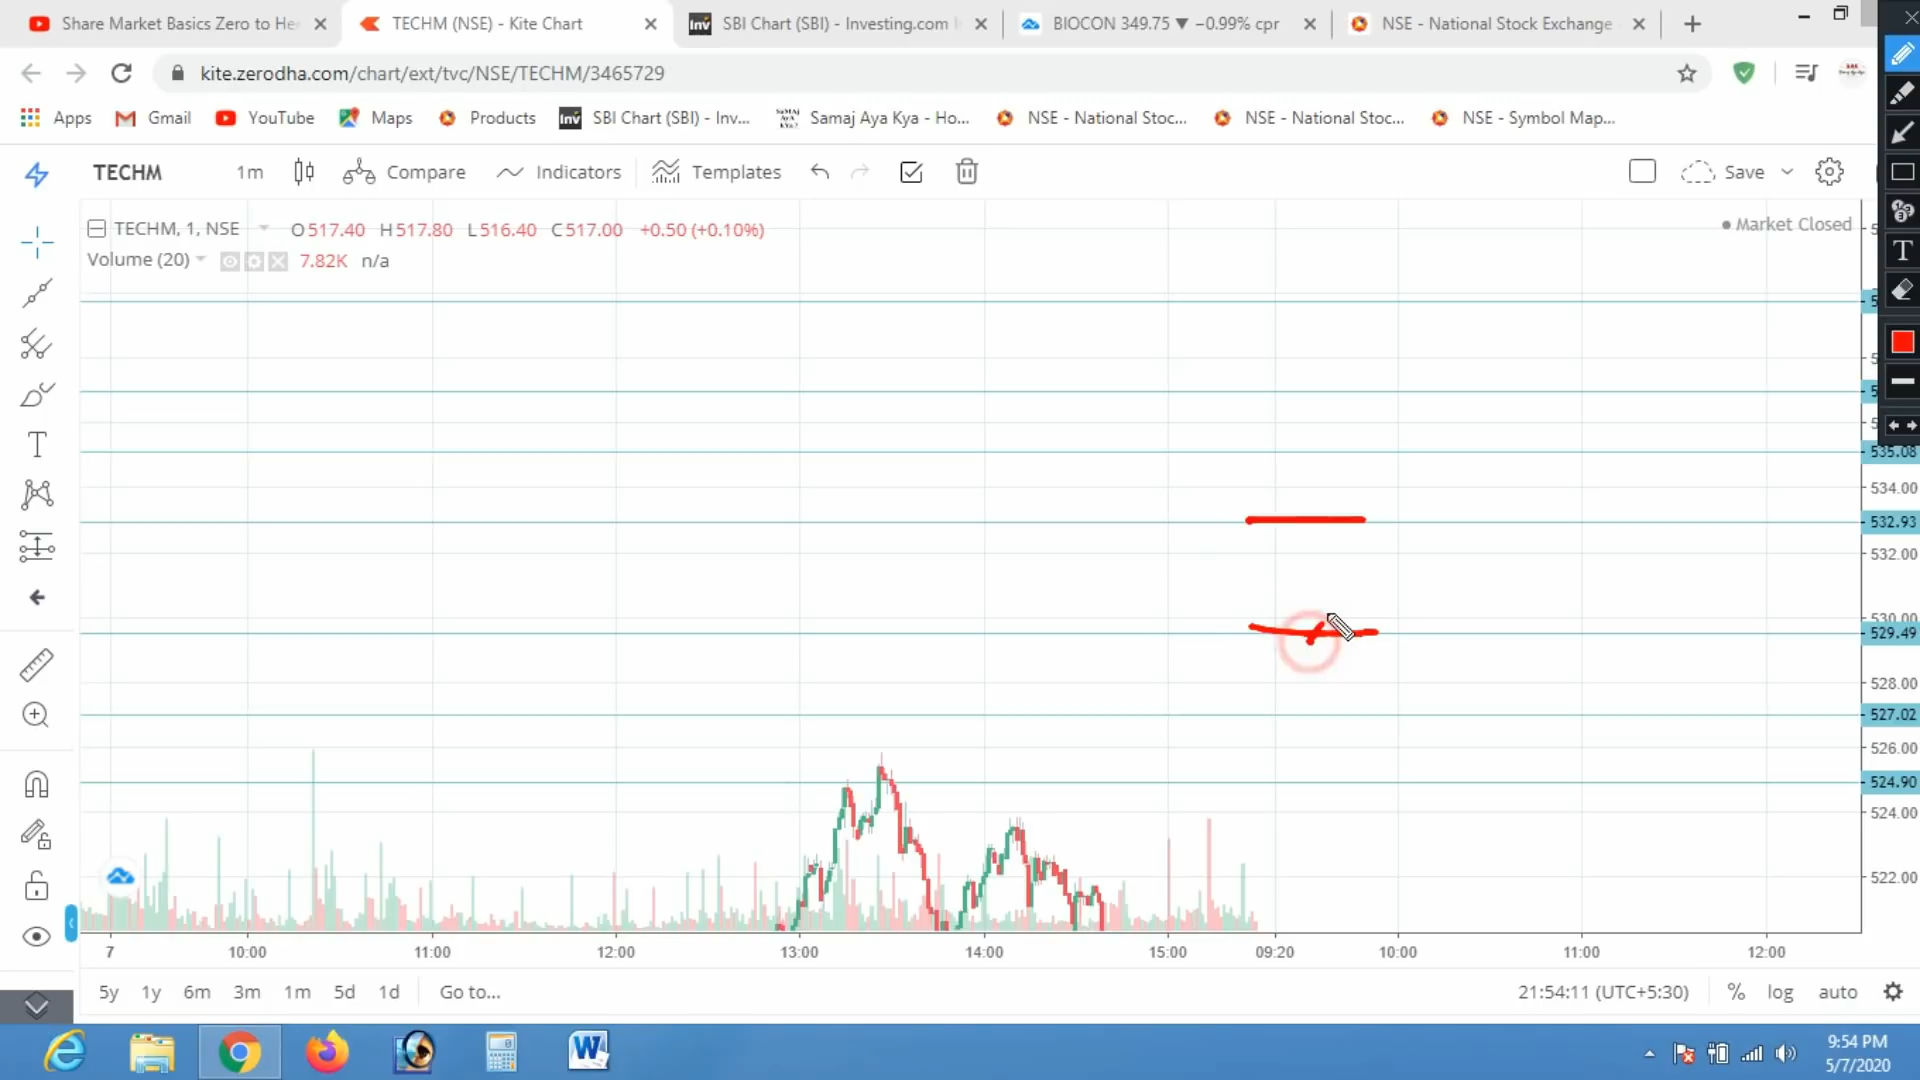 Share Market Basics Zero to He
TECHM (NSE) - Kite Chart
SBI Chart (SBI) - Investing.com I
BIOCON 349.75 ▼ −0.99% cpr
NSE - National Stock Exchange
kite.zerodha.com/chart/ext/tvc/NSE/TECHM/3465729
Apps
Gmail
YouTube
Maps
Products
SBI Chart (SBI) - Inv...
Samaj Aya Kya - Ho...
NSE - National Stoc...
NSE - National Stoc...
NSE - Symbol Map...
TECHM 1m Compare Indicators Templates Save
TECHM, 1, NSE O517.40 H517.80 L516.40 C517.00 +0.50 (+0.10%)
Market Closed
Volume (20) 7.82K n/a
535.08
534.00
532.93
532.00
530.00
529.49
528.00
527.02
526.00
524.90
524.00
522.00
7 10:00 11:00 12:00 13:00 14:00 15:00 09:20 10:00 11:00 12:00
5y 1y 6m 3m 1m 5d 1d Go to... 21:54:11 (UTC+5:30) % log auto
9:54 PM
5/7/2020